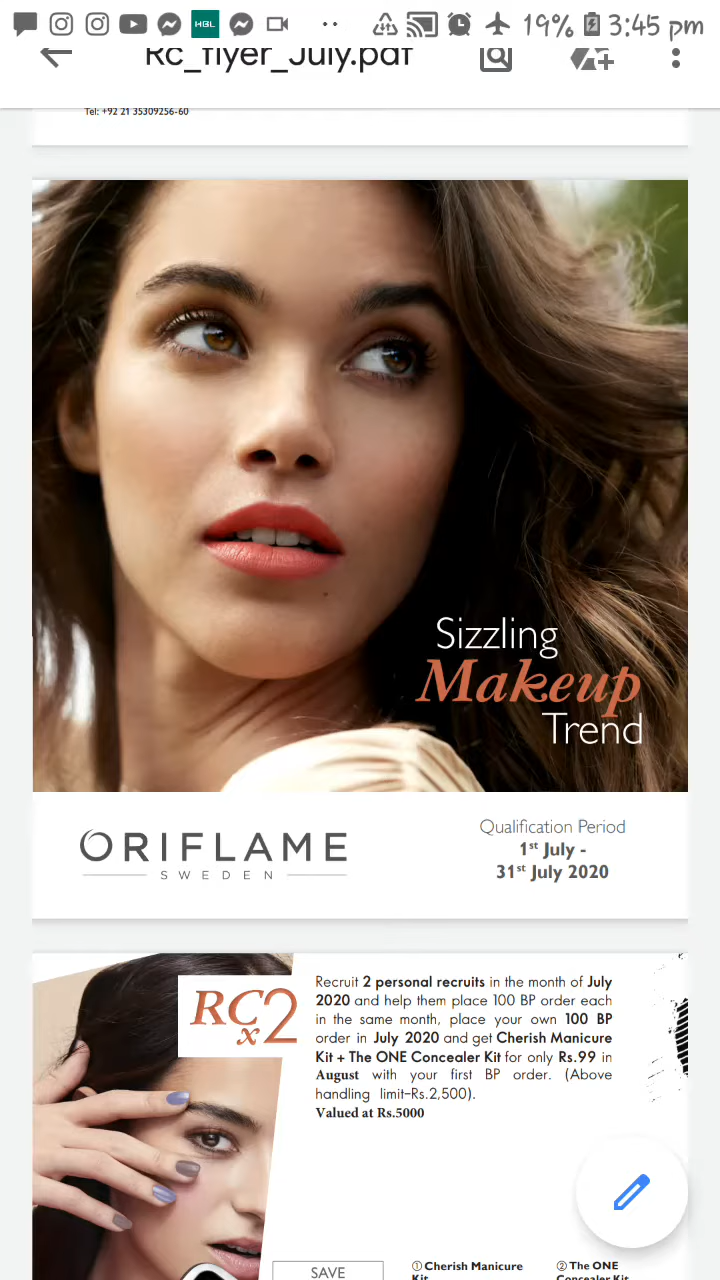 HBL
19%
3:45 pm
Rc_flyer_July.pdf
Tel: +92 21 35309256-60
Sizzling
Makeup
Trend
ORIFLAME
SWEDEN
Qualification Period
1st July -
31st July 2020
RC
x2
Recruit 2 personal recruits in the month of July
2020 and help them place 100 BP order each
in the same month, place your own 100 BP
order in July 2020 and get Cherish Manicure
Kit + The ONE Concealer Kit for only Rs.99 in
August with your first BP order. (Above
handling limit-Rs.2,500).
Valued at Rs.5000
SAVE
① Cherish Manicure
Kit
② The ONE
Concealer Kit